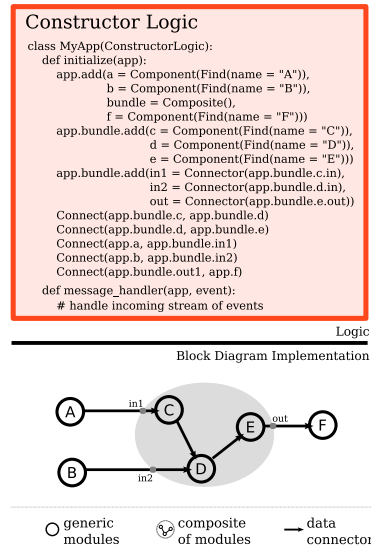 Constructor Logic
class MyApp(ConstructorLogic):
def initialize(app):
app.add(a = Component(Find(name = "A")),
b = Component(Find(name = "B")),
bundle = Composite(),
f = Component(Find(name = "F")))
app.bundle.add(c = Component(Find(name = "C")),
d = Component(Find(name = "D")),
e = Component(Find(name = "E")))
app.bundle.add(in1 = Connector(app.bundle.c.in),
in2 = Connector(app.bundle.d.in),
out = Connector(app.bundle.e.out))
Connect(app.bundle.c, app.bundle.d)
Connect(app.bundle.d, app.bundle.e)
Connect(app.a, app.bundle.in1)
Connect(app.b, app.bundle.in2)
Connect(app.bundle.out1, app.f)
def message_handler(app, event):
# handle incoming stream of events
Logic
Block Diagram Implementation
A in1 C E out F
B in2 D
generic modules
composite of modules
data connector